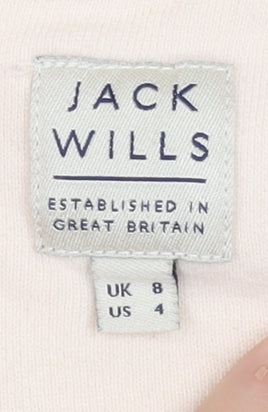 JACK
WILLS
ESTABLISHED IN
GREAT BRITAIN
UK 8
US 4